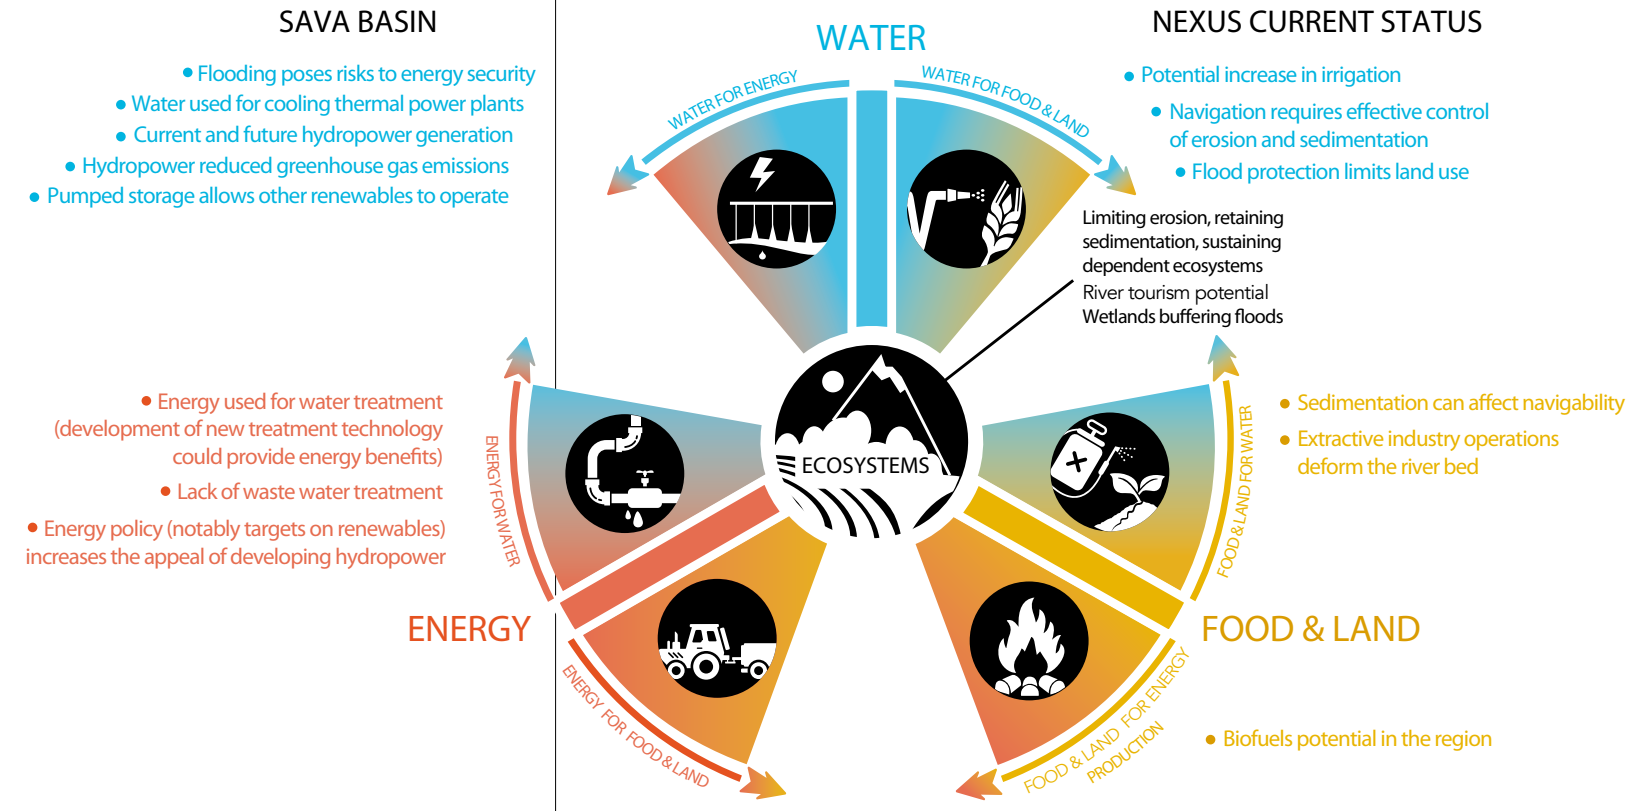 SAVA BASIN
NEXUS CURRENT STATUS
WATER
• Flooding poses risks to energy security
• Water used for cooling thermal power plants
• Current and future hydropower generation
• Hydropower reduced greenhouse gas emissions
• Pumped storage allows other renewables to operate
WATER FOR ENERGY
WATER FOR FOOD & LAND
• Potential increase in irrigation
• Navigation requires effective control
of erosion and sedimentation
• Flood protection limits land use
Limiting erosion, retaining
sedimentation, sustaining
dependent ecosystems
River tourism potential
Wetlands buffering floods
ECOSYSTEMS
• Energy used for water treatment
(development of new treatment technology
could provide energy benefits)
• Lack of waste water treatment
• Energy policy (notably targets on renewables)
increases the appeal of developing hydropower
ENERGY FOR WATER
ENERGY
ENERGY FOR FOOD & LAND
FOOD & LAND FOR WATER
• Sedimentation can affect navigability
• Extractive industry operations
deform the river bed
FOOD & LAND
FOOD & LAND FOR ENERGY
PRODUCTION
• Biofuels potential in the region